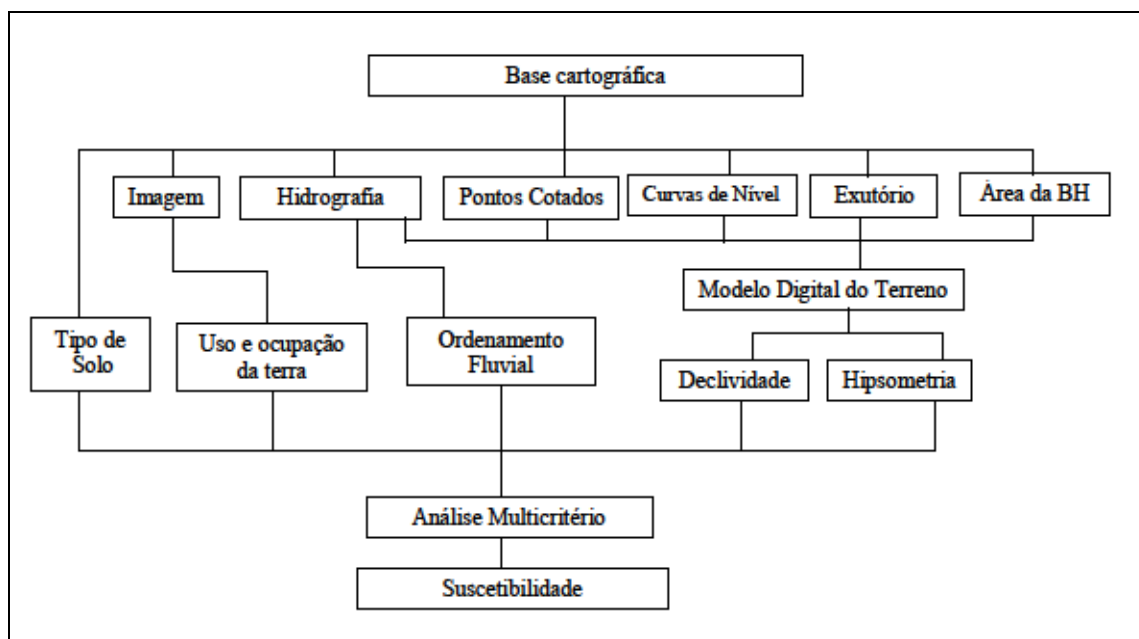 Base cartográfica
Imagem
Hidrografia
Pontos Cotados
Curvas de Nível
Exutório
Área da BH
Modelo Digital do Terreno
Tipo de
Solo
Uso e ocupação
da terra
Ordenamento
Fluvial
Declividade
Hipsometria
Análise Multicritério
Suscetibilidade